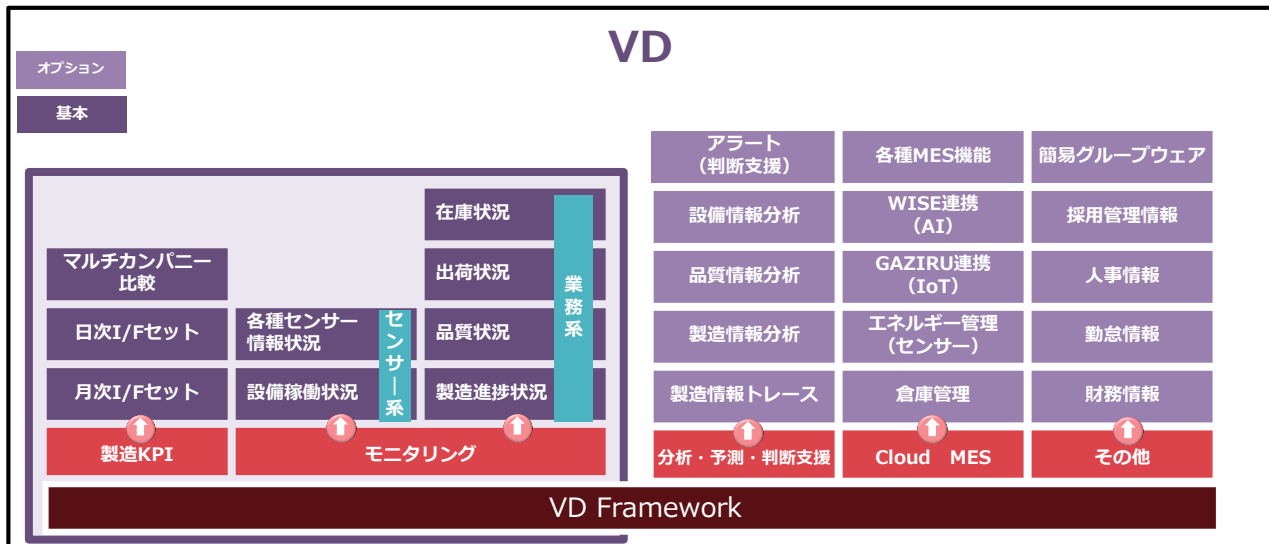 VD
オプション
基本
マルチカンパニー
比較
日次I/Fセット
月次I/Fセット
製造KPI
各種センサー
情報状況
設備稼働状況
センサー系
在庫状況
出荷状況
品質状況
製造進捗状況
業務系
モニタリング
アラート
（判断支援）
設備情報分析
品質情報分析
製造情報分析
製造情報トレース
分析・予測・判断支援
各種MES機能
WISE連携
（AI）
GAZIRU連携
（IoT）
エネルギー管理
（センサー）
倉庫管理
Cloud　MES
簡易グループウェア
採用管理情報
人事情報
勤怠情報
財務情報
その他
VD Framework